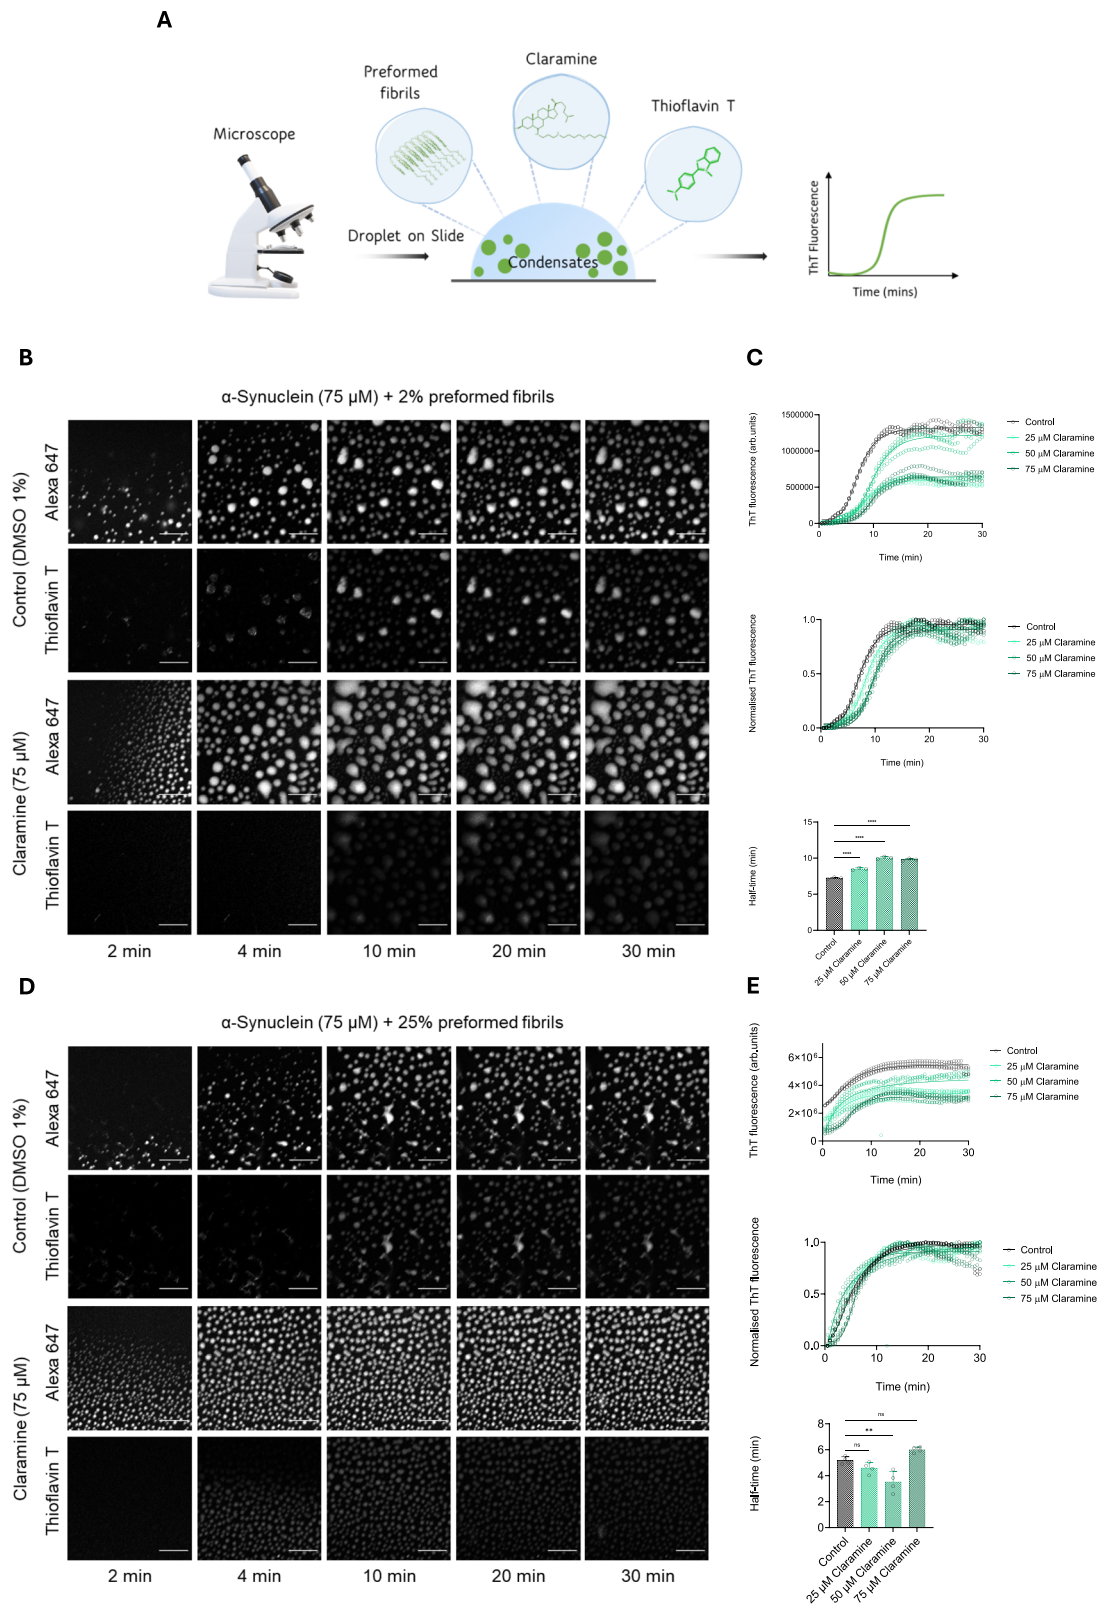 A
Microscope
Preformed
fibrils
Claramine
Thioflavin T
Droplet on Slide
Condensates
ThT Fluorescence
Time (mins)
B
α-Synuclein (75 μM) + 2% preformed fibrils
Control (DMSO 1%)
Alexa 647
Thioflavin T
Claramine (75 μM)
Alexa 647
Thioflavin T
2 min
4 min
10 min
20 min
30 min
C
ThT fluorescence (arb.units)
1500000
1000000
500000
0
0
10
20
30
Time (min)
Control
25 μM Claramine
50 μM Claramine
75 μM Claramine
Normalised ThT fluorescence
1.0
0.5
0.0
0
10
20
30
Time (min)
Control
25 μM Claramine
50 μM Claramine
75 μM Claramine
Half-time (min)
15
10
5
0
****
****
****
Control
25 μM Claramine
50 μM Claramine
75 μM Claramine
D
α-Synuclein (75 μM) + 25% preformed fibrils
Control (DMSO 1%)
Alexa 647
Thioflavin T
Claramine (75 μM)
Alexa 647
Thioflavin T
2 min
4 min
10 min
20 min
30 min
E
ThT fluorescence (arb.units)
6×10⁶
4×10⁶
2×10⁶
0
0
10
20
30
Time (min)
Control
25 μM Claramine
50 μM Claramine
75 μM Claramine
Normalised ThT fluorescence
1.0
0.5
0.0
0
10
20
30
Time (min)
Control
25 μM Claramine
50 μM Claramine
75 μM Claramine
Half-time (min)
8
6
4
2
0
ns
**
ns
Control
25 μM Claramine
50 μM Claramine
75 μM Claramine